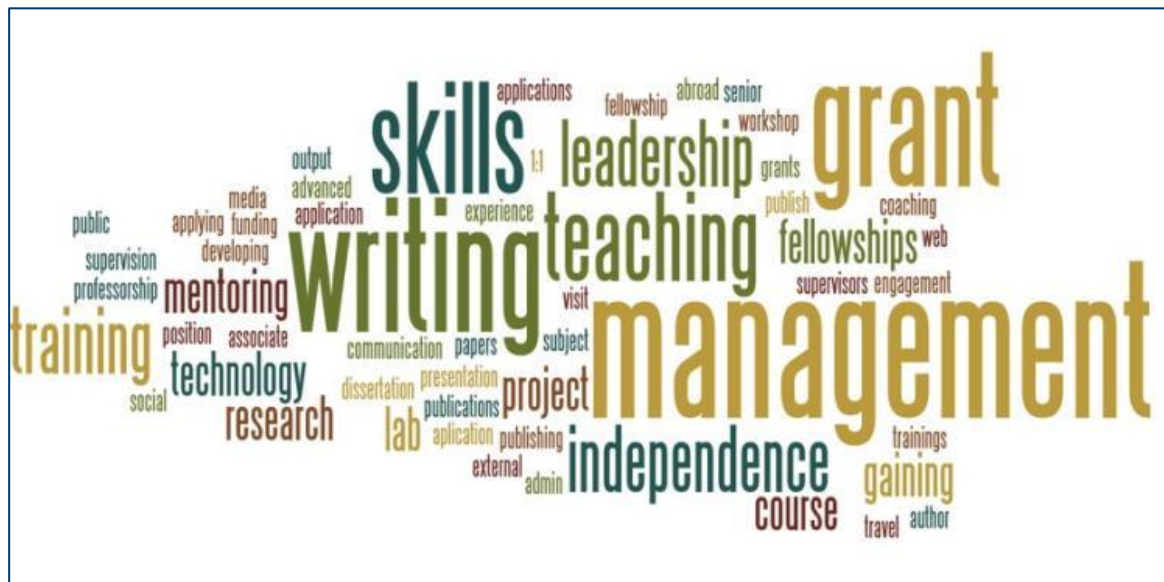 skills
applications
fellowship
abroad
senior
grant
workshop
output
1:1
leadership
grants
advanced
media
application
experience
publish
coaching
public
applying
funding
writing
teaching
fellowships
web
developing
supervision
professorship
mentoring
visit
supervisors
engagement
management
training
position
associate
communication
papers
subject
technology
dissertation
presentation
project
social
research
publications
lab
aplication
publishing
trainings
external
admin
independence
gaining
course
travel
author